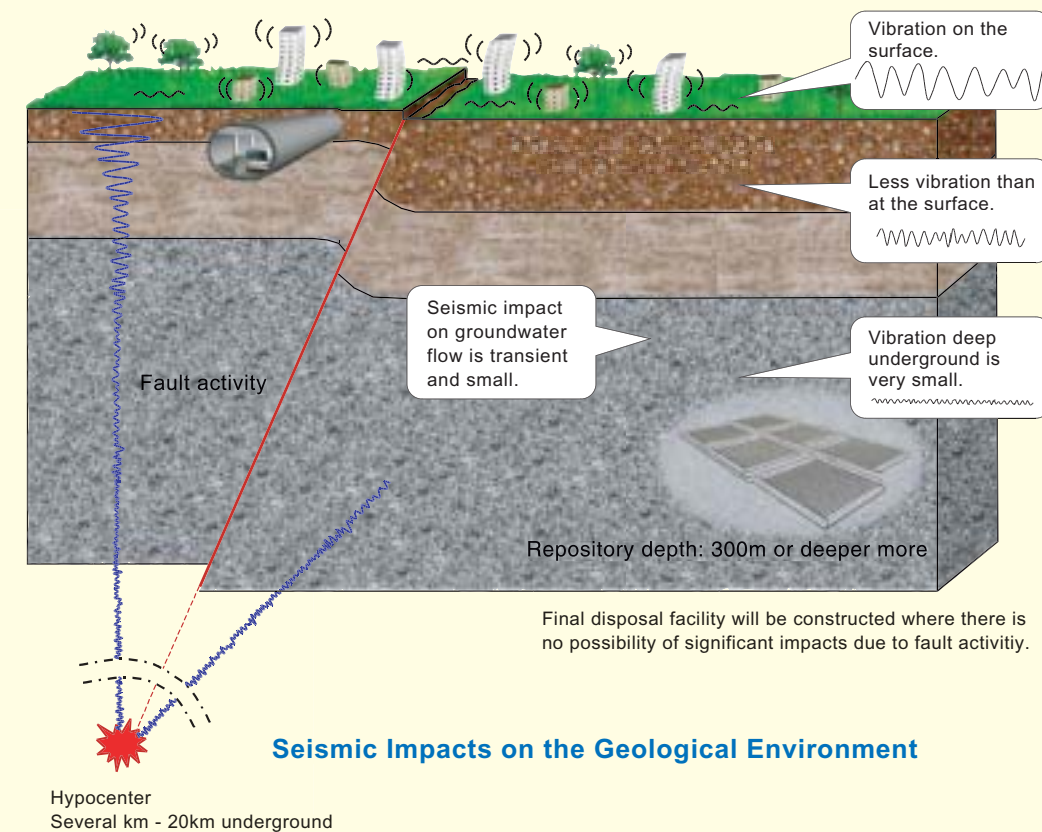 Vibration on the
surface.
Less vibration than
at the surface.
Seismic impact
on groundwater
flow is transient
and small.
Vibration deep
underground is
very small.
Fault activity
Repository depth: 300m or deeper more
Final disposal facility will be constructed where there is
no possibility of significant impacts due to fault activitiy.
Seismic Impacts on the Geological Environment
Hypocenter
Several km - 20km underground